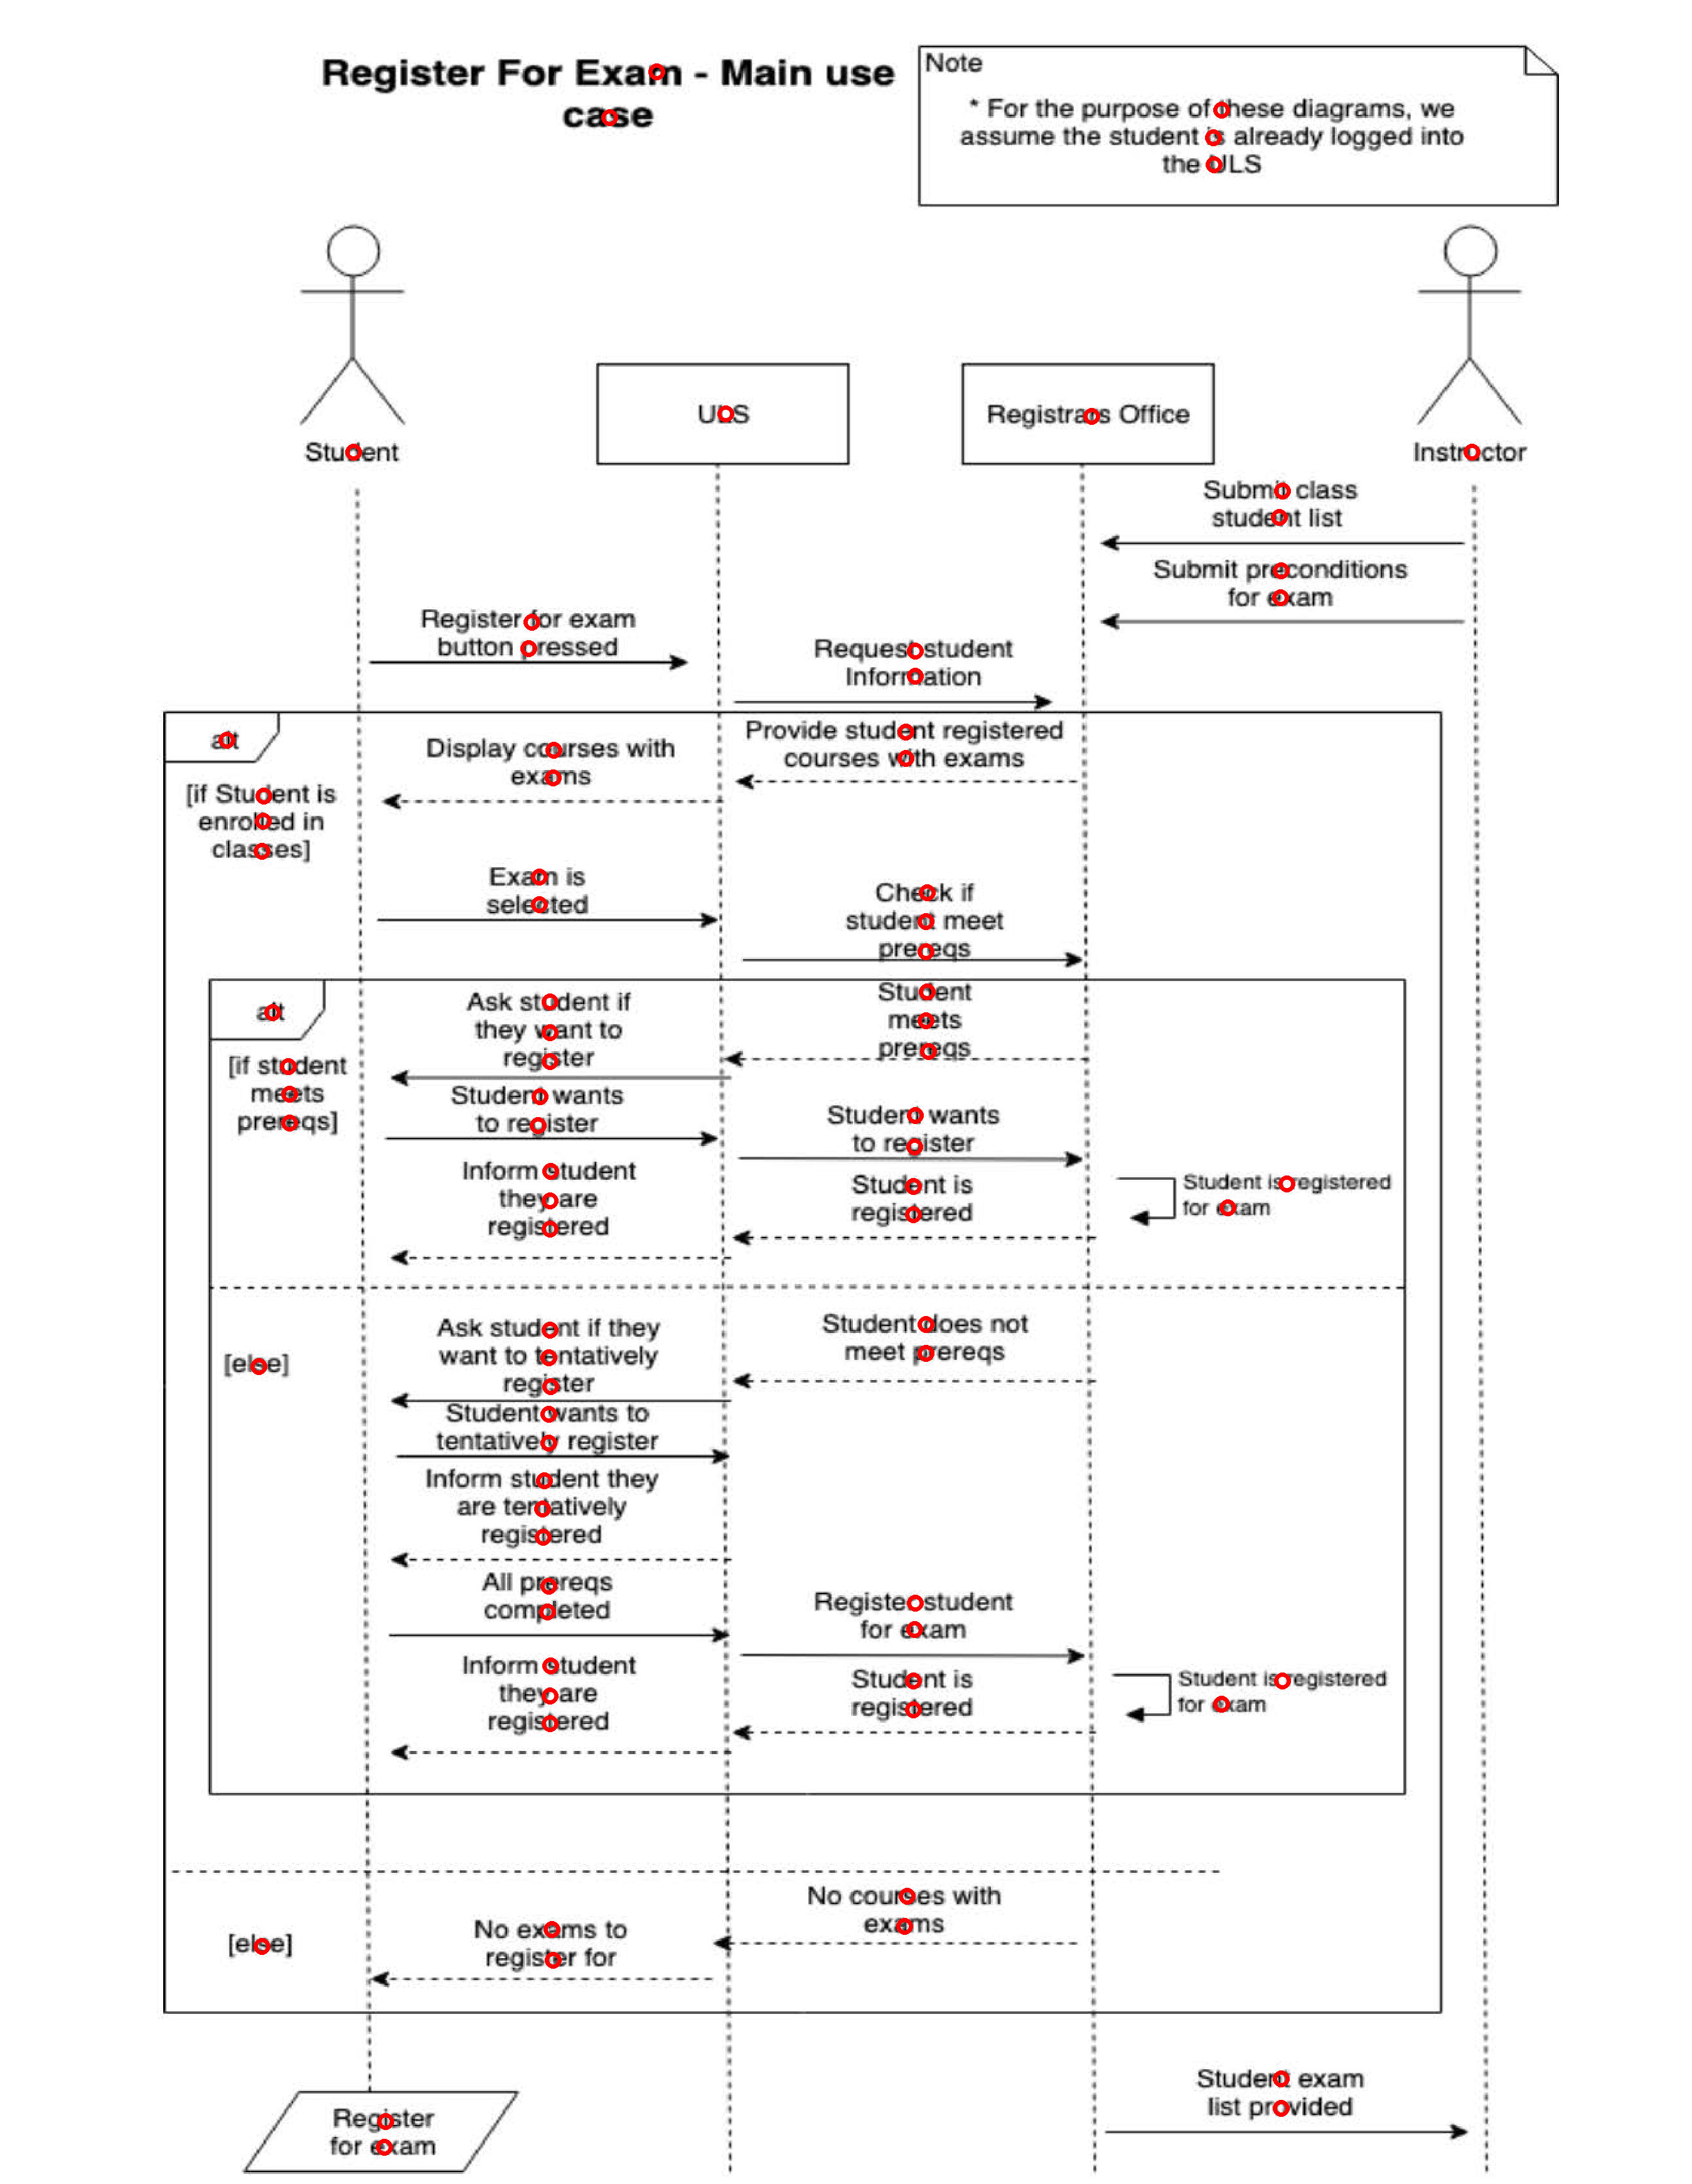 Register For Exam - Main use
case
Note
* For the purpose of these diagrams, we
assume the student is already logged into
the ULS
Student
ULS
Registrars Office
Instructor
Submit class
student list
Submit preconditions
for exam
Register for exam
button pressed
Request student
Information
alt
[if Student is
enrolled in
classes]
Provide student registered
courses with exams
Display courses with
exams
Exam is
selected
Check if
student meet
prereqs
alt
[if student
meets
prereqs]
Student
meets
prereqs
Ask student if
they want to
register
Student wants
to register
Student wants
to register
Student is registered
for exam
Student is
registered
Inform student
they are
registered
[else]
Student does not
meet prereqs
Ask student if they
want to tentatively
register
Student wants to
tentatively register
Inform student they
are tentatively
registered
All prereqs
completed
Register student
for exam
Student is registered
for exam
Student is
registered
Inform student
they are
registered
[else]
No courses with
exams
No exams to
register for
Student exam
list provided
Register
for exam